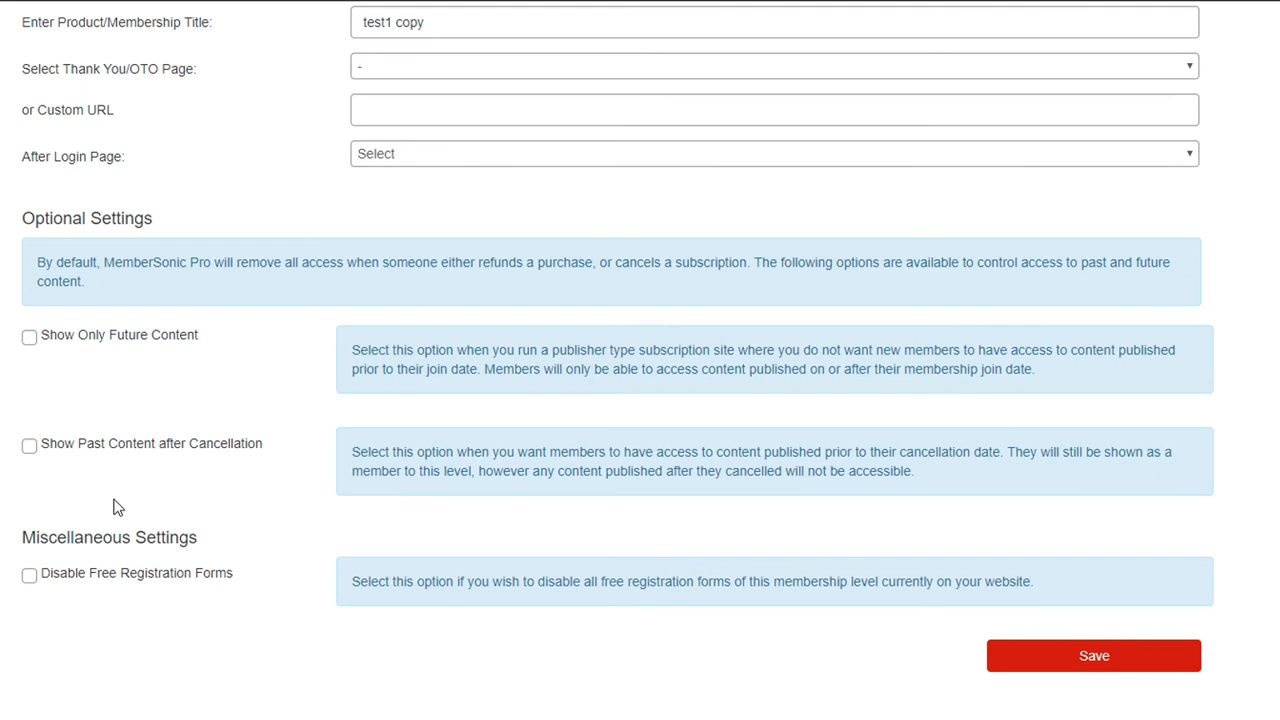 Enter Product/Membership Title:
test1 copy
Select Thank You/OTO Page:
-
or Custom URL
After Login Page:
Select
Optional Settings
By default, MemberSonic Pro will remove all access when someone either refunds a purchase, or cancels a subscription. The following options are available to control access to past and future
content.
Show Only Future Content
Select this option when you run a publisher type subscription site where you do not want new members to have access to content published
prior to their join date. Members will only be able to access content published on or after their membership join date.
Show Past Content after Cancellation
Select this option when you want members to have access to content published prior to their cancellation date. They will still be shown as a
member to this level, however any content published after they cancelled will not be accessible.
Miscellaneous Settings
Disable Free Registration Forms
Select this option if you wish to disable all free registration forms of this membership level currently on your website.
Save